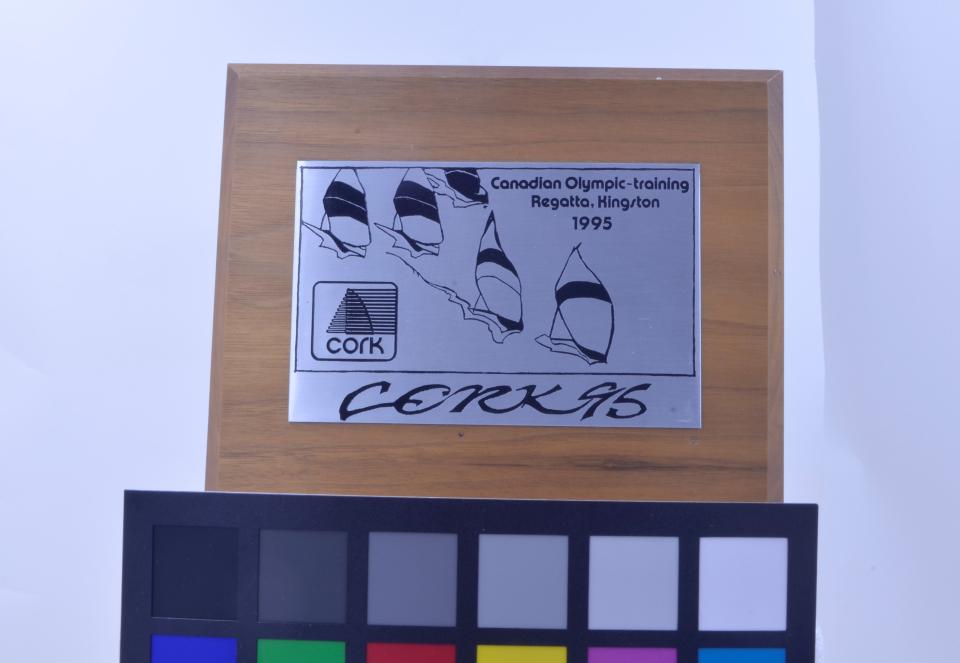 Canadian Olympic-training
Regatta, Kingston
1995
CORK
CORK 95